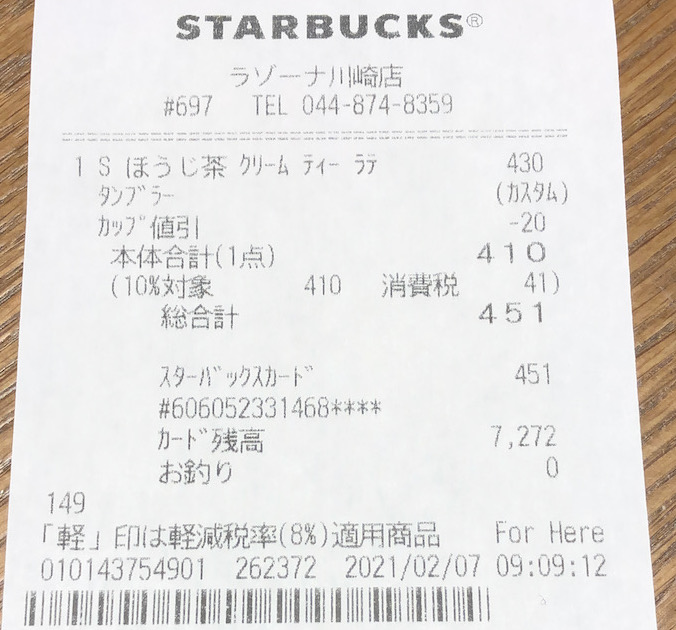 STARBUCKS®
ラゾーナ川崎店
#697 TEL 044-874-8359
1 S ほうじ茶 ｸﾘｰﾑ ﾃｨｰ ﾗﾃ 430
ﾀﾝﾌﾞﾗｰ (ｶｽﾀﾑ)
ｶｯﾌﾟ値引 -20
本体合計(1点) 410
(10%対象 410 消費税 41)
総合計 451
ｽﾀｰﾊﾞｯｸｽｶｰﾄﾞ 451
#606052331468****
ｶｰﾄﾞ残高 7,272
お釣り 0
149
「軽」印は軽減税率(8%)適用商品 For Here
010143754901 262372 2021/02/07 09:09:12